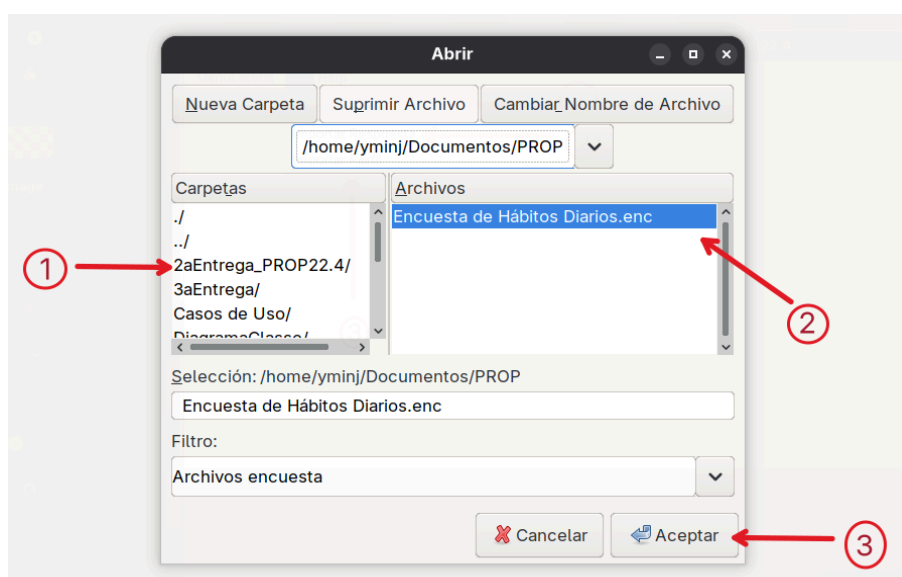 Abrir
Nueva Carpeta Suprimir Archivo Cambiar Nombre de Archivo
/home/yminj/Documentos/PROP
Carpetas Archivos
./ Encuesta de Hábitos Diarios.enc
../
2aEntrega_PROP22.4/
1
3aEntrega/
Casos de Uso/
2
DiagramaClasse/
Selección: /home/yminj/Documentos/PROP
Encuesta de Hábitos Diarios.enc
Filtro:
Archivos encuesta
Cancelar Aceptar
3